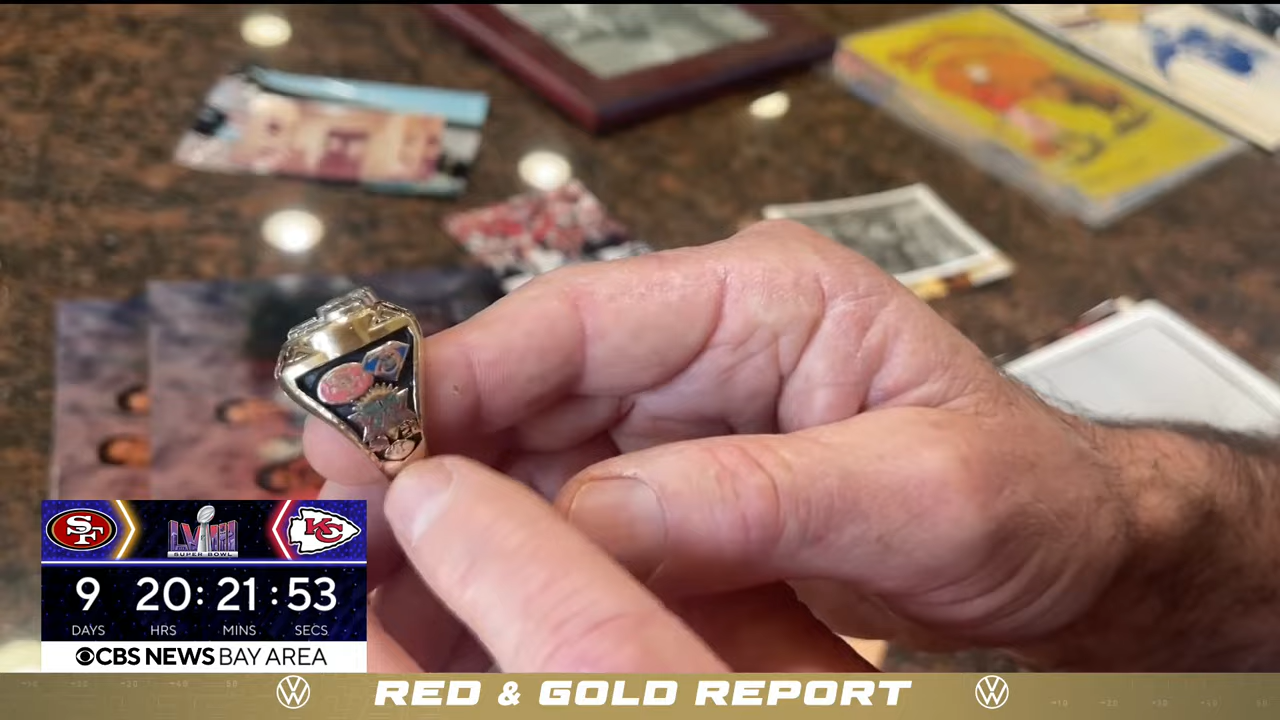 SF
LVIII
SUPER BOWL
KC
9 20:21:53
DAYS HRS MINS SECS
CBS NEWS BAY AREA
RED & GOLD REPORT